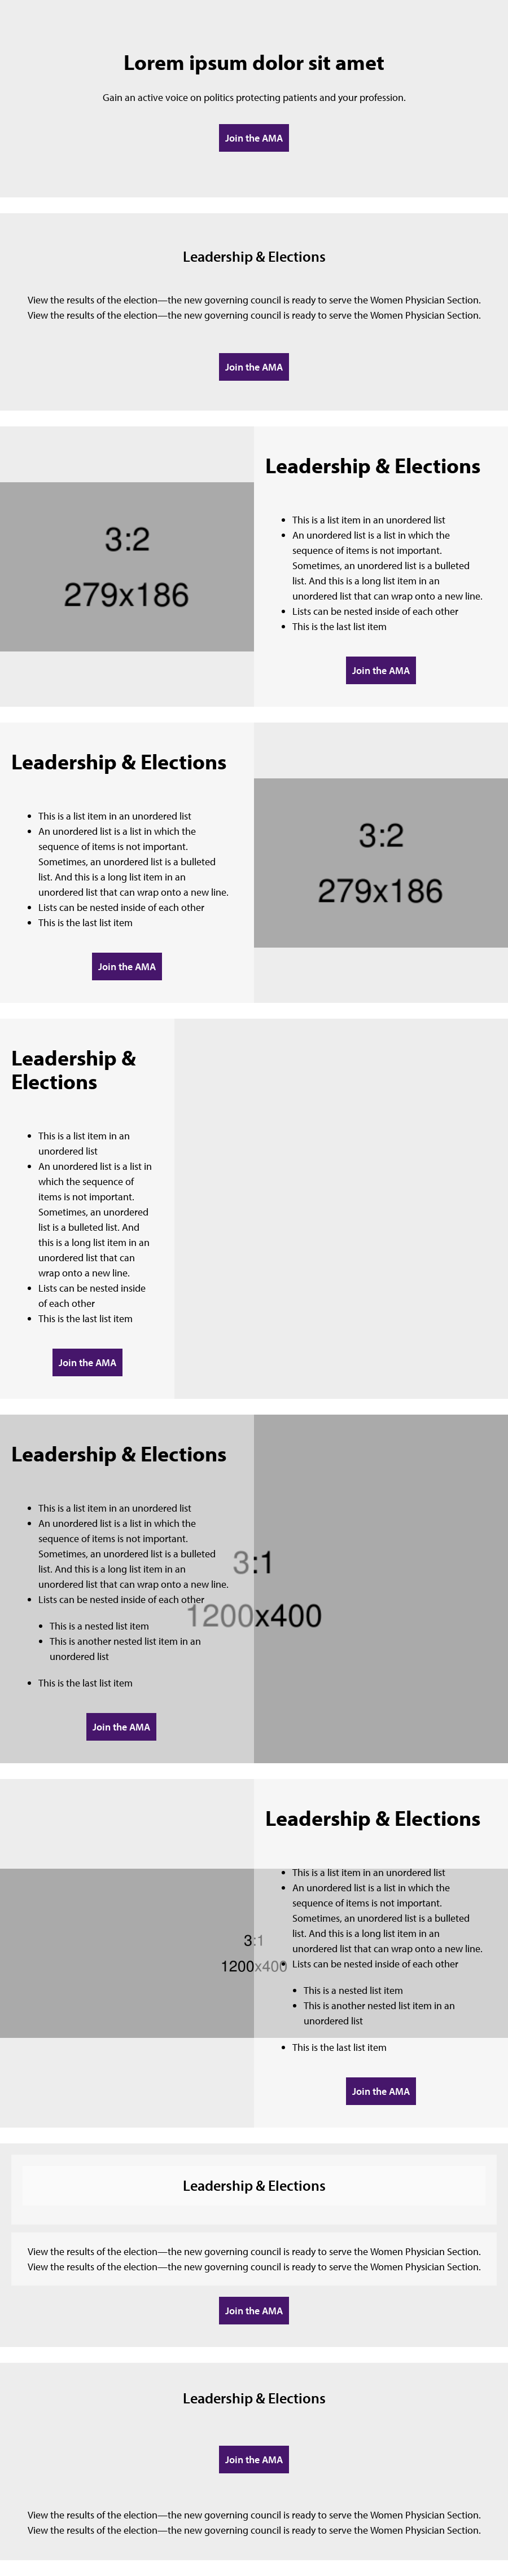 Lorem ipsum dolor sit amet
Gain an active voice on politics protecting patients and your profession.
Join the AMA
Leadership & Elections
View the results of the election—the new governing council is ready to serve the Women Physician Section.
View the results of the election—the new governing council is ready to serve the Women Physician Section.
Join the AMA
3:2
279x186
Leadership & Elections
• This is a list item in an unordered list
• An unordered list is a list in which the
sequence of items is not important.
Sometimes, an unordered list is a bulleted
list. And this is a long list item in an
unordered list that can wrap onto a new line.
• Lists can be nested inside of each other
• This is the last list item
Join the AMA
Leadership & Elections
• This is a list item in an unordered list
• An unordered list is a list in which the
sequence of items is not important.
Sometimes, an unordered list is a bulleted
list. And this is a long list item in an
unordered list that can wrap onto a new line.
• Lists can be nested inside of each other
• This is the last list item
Join the AMA
3:2
279x186
Leadership &
Elections
• This is a list item in an
unordered list
• An unordered list is a list in
which the sequence of
items is not important.
Sometimes, an unordered
list is a bulleted list. And
this is a long list item in an
unordered list that can
wrap onto a new line.
• Lists can be nested inside
of each other
• This is the last list item
Join the AMA
Leadership & Elections
• This is a list item in an unordered list
• An unordered list is a list in which the
sequence of items is not important.
Sometimes, an unordered list is a bulleted
list. And this is a long list item in an
unordered list that can wrap onto a new line.
• Lists can be nested inside of each other
• This is a nested list item
• This is another nested list item in an
unordered list
• This is the last list item
Join the AMA
3:1
1200x400
Leadership & Elections
• This is a list item in an unordered list
• An unordered list is a list in which the
sequence of items is not important.
Sometimes, an unordered list is a bulleted
list. And this is a long list item in an
unordered list that can wrap onto a new line.
• Lists can be nested inside of each other
• This is a nested list item
• This is another nested list item in an
unordered list
• This is the last list item
Join the AMA
3:1
1200x400
Leadership & Elections
View the results of the election—the new governing council is ready to serve the Women Physician Section.
View the results of the election—the new governing council is ready to serve the Women Physician Section.
Join the AMA
Leadership & Elections
Join the AMA
View the results of the election—the new governing council is ready to serve the Women Physician Section.
View the results of the election—the new governing council is ready to serve the Women Physician Section.